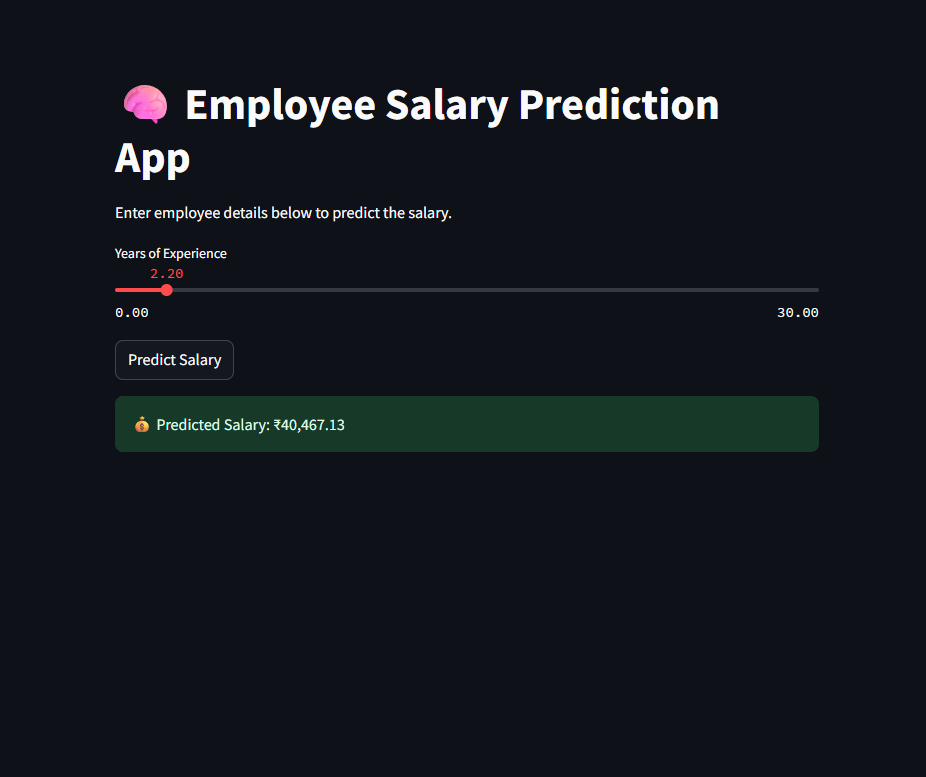 🧠 Employee Salary Prediction
App
Enter employee details below to predict the salary.
Years of Experience
2.20
0.00 30.00
Predict Salary
💰 Predicted Salary: ₹40,467.13